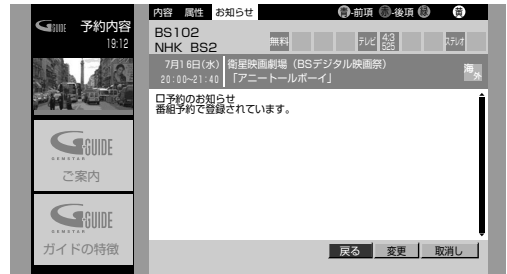 GGUIDE 予約内容
19:12
GGUIDE
GEMSTAR
ご案内
GGUIDE
GEMSTAR
ガイドの特徴
内容 属性 お知らせ 青-前項 赤-後項 緑 黄
BS102
NHK BS2
無料 テレビ 4:3 525 ステレオ
7月16日(水) 衛星映画劇場(BSデジタル映画祭)
20:00~21:40 「アニートールボーイ」
海外
口予約のお知らせ
番組予約で登録されています。
戻る 変更 取消し